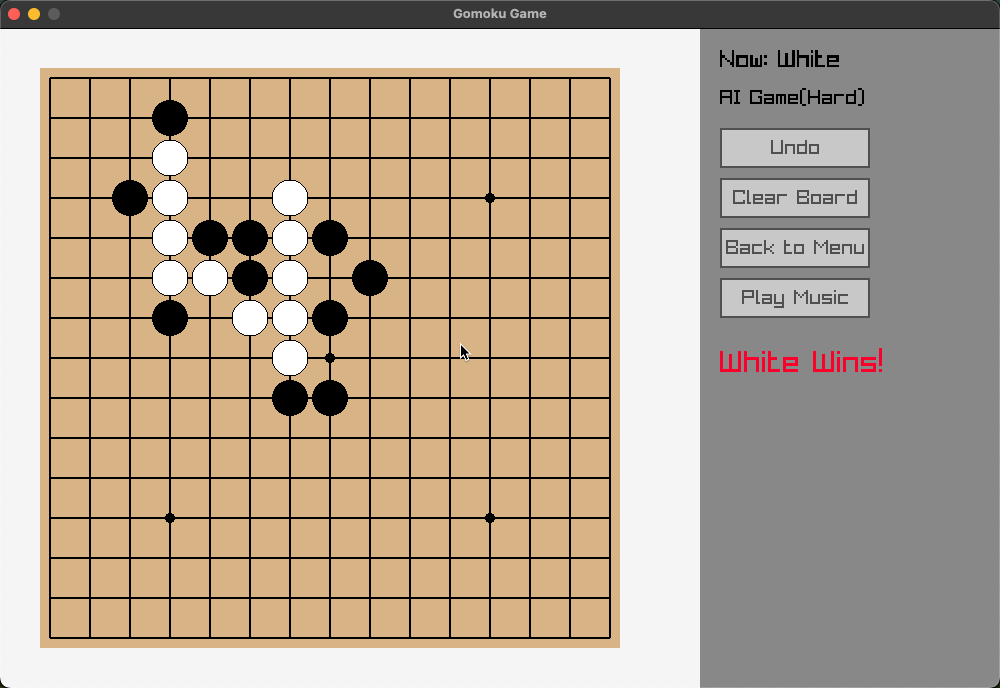 Gomoku Game
Now: White
AI Game(Hard)
Undo
Clear Board
Back to Menu
Play Music
White Wins!